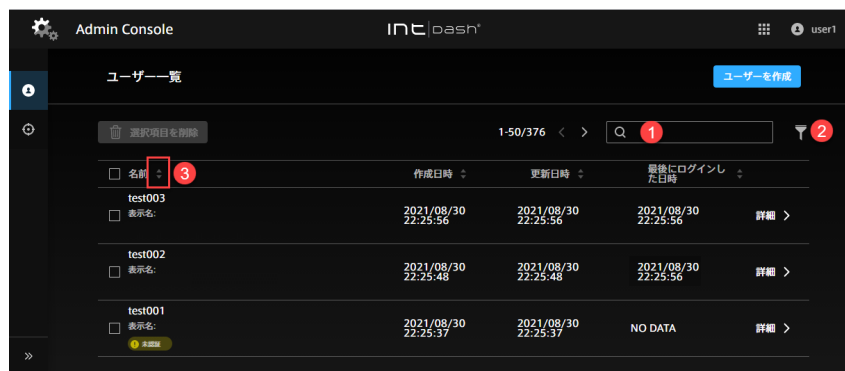 Admin Console
intdash
user1
ユーザー一覧
ユーザーを作成
選択項目を削除
1-50/376
1
2
名前
3
作成日時
更新日時
最後にログインし
た日時
test003
表示名:
2021/08/30
22:25:56
2021/08/30
22:25:56
2021/08/30
22:25:56
詳細
test002
表示名:
2021/08/30
22:25:48
2021/08/30
22:25:48
2021/08/30
22:25:56
詳細
test001
表示名:
未認証
2021/08/30
22:25:37
2021/08/30
22:25:37
NO DATA
詳細